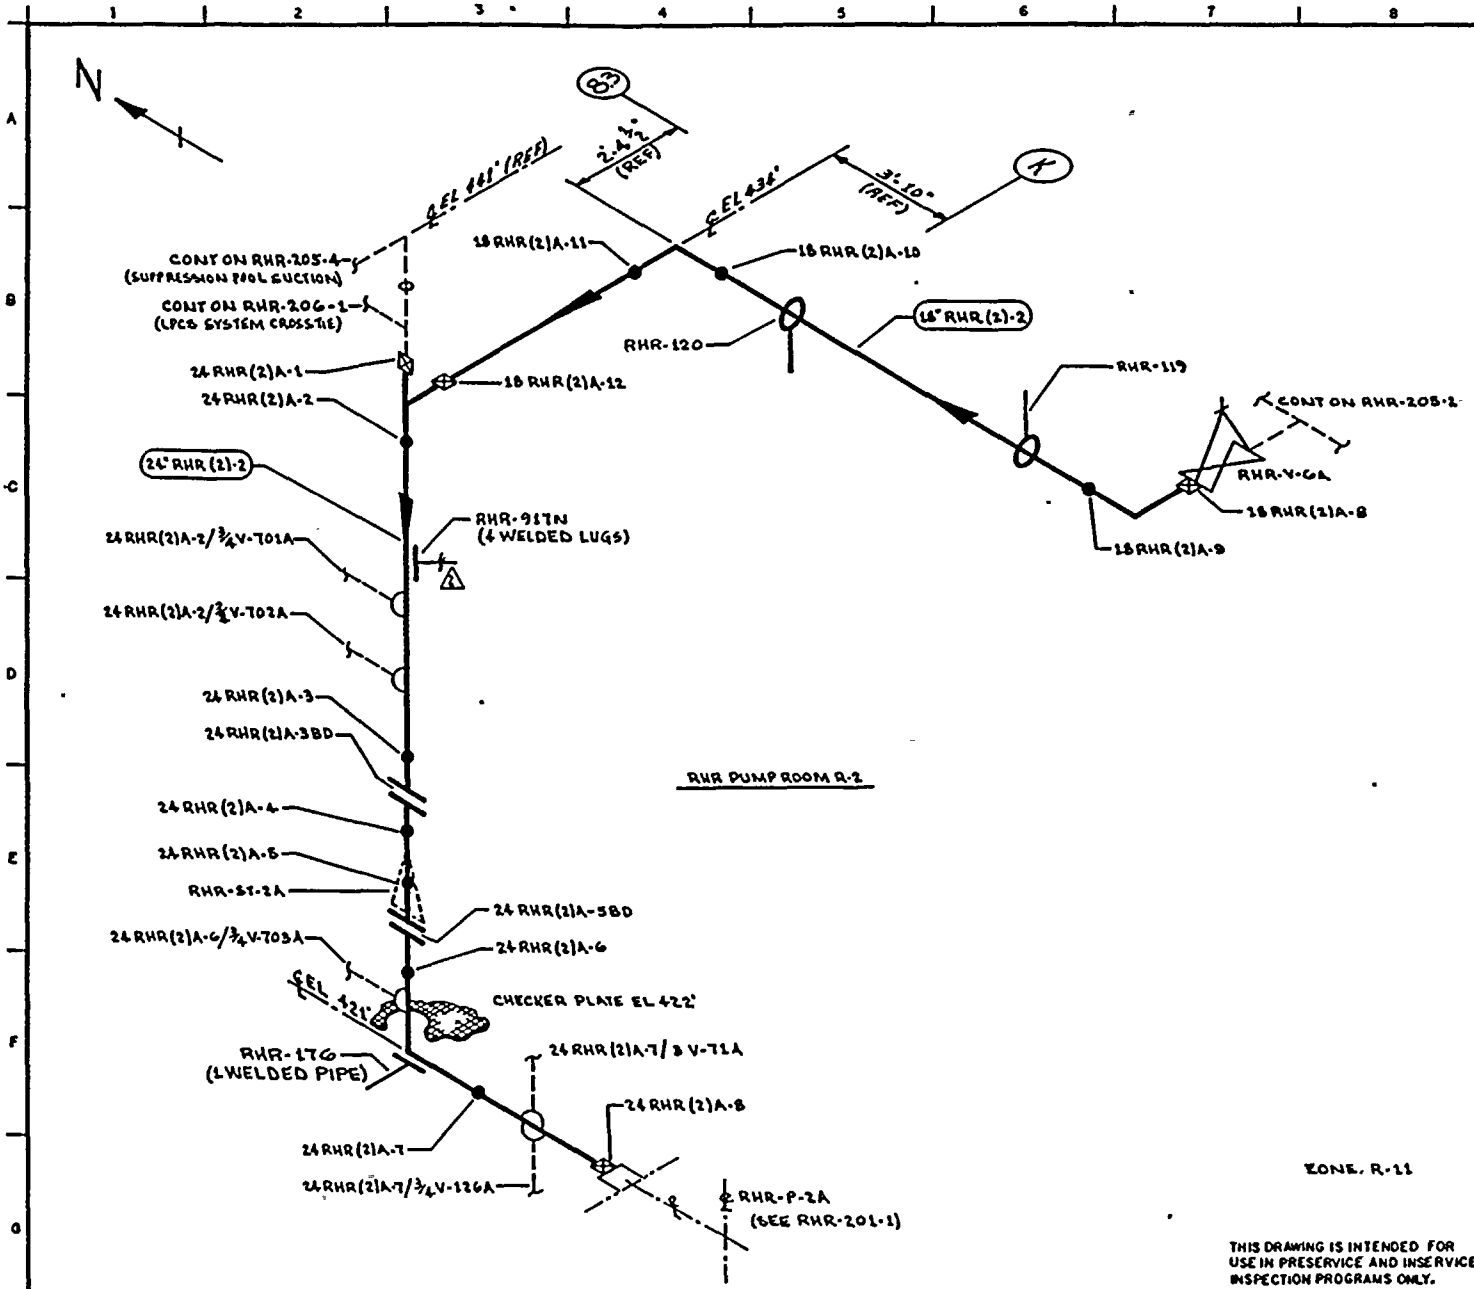 1 2 3 4 5 6 7 8
A
B
C
D
E
F
G
N
83
2'-4½"
(REF)
EL 441' (REF)
K
3'-10"
(REF)
℄ EL 434'
CONT ON RHR-205-4
(SUPPRESSION POOL SUCTION)
CONT ON RHR-206-1
(LPCS SYSTEM CROSSTIE)
18 RHR(2)A-11
18 RHR(2)A-10
RHR-120
18" RHR(2)-2
24 RHR(2)A-1
18 RHR(2)A-12
RHR-119
24 RHR(2)A-2
CONT ON RHR-205-2
24" RHR(2)-2
RHR-V-6A
18 RHR(2)A-8
RHR-917N
(4 WELDED LUGS)
18 RHR(2)A-9
24 RHR(2)A-2/¾V-701A
24 RHR(2)A-2/¾V-702A
24 RHR(2)A-3
24 RHR(2)A-3BD
RHR PUMP ROOM R-2
24 RHR(2)A-4
24 RHR(2)A-5
RHR-ST-2A
24 RHR(2)A-5BD
24 RHR(2)A-6/¾V-703A
24 RHR(2)A-6
℄ EL 421'
CHECKER PLATE EL 422'
RHR-176
(1 WELDED PIPE)
24 RHR(2)A-7/3 V-71A
24 RHR(2)A-8
24 RHR(2)A-7
24 RHR(2)A-7/¾V-126A
℄ RHR-P-2A
(SEE RHR-201-1)
ZONE. R-11
THIS DRAWING IS INTENDED FOR
USE IN PRESERVICE AND INSERVICE
INSPECTION PROGRAMS ONLY.